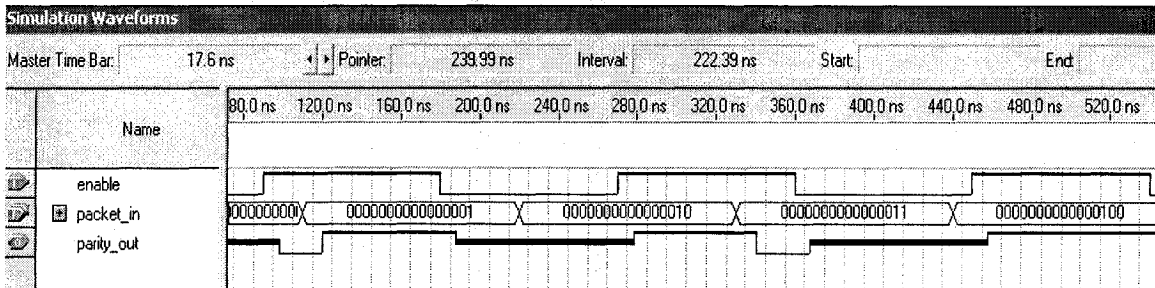 Simulation Waveforms
Master Time Bar: 17.6 ns Pointer: 239.99 ns Interval: 222.39 ns Start: End:
Name 80.0 ns 120.0 ns 160.0 ns 200.0 ns 240.0 ns 280.0 ns 320.0 ns 360.0 ns 400.0 ns 440.0 ns 480.0 ns 520.0 ns
enable
packet_in 0000000000000001 0000000000000010 0000000000000011 0000000000000100
parity_out